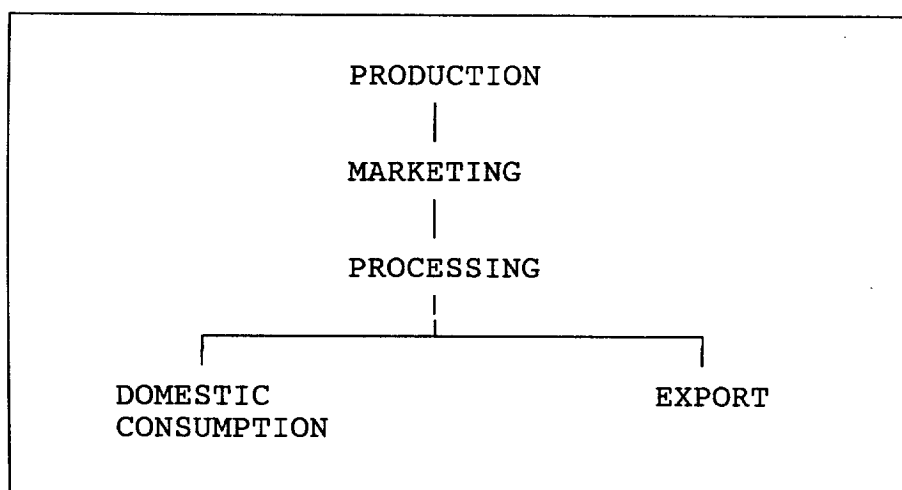 PRODUCTION
MARKETING
PROCESSING
DOMESTIC
CONSUMPTION
EXPORT